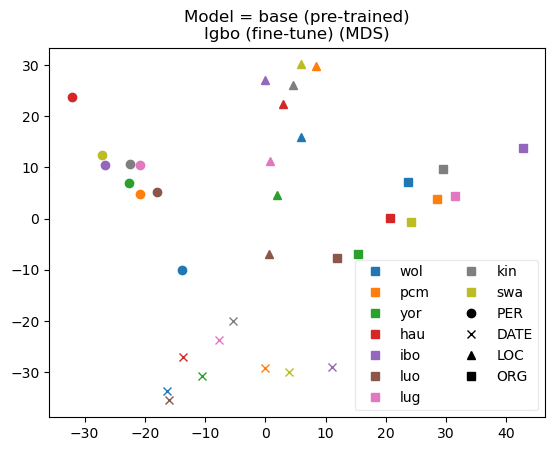 Model = base (pre-trained)
Igbo (fine-tune) (MDS)
30
20
10
0
−10
−20
−30
−30
−20
−10
0
10
20
30
40
wol
pcm
yor
hau
ibo
luo
lug
kin
swa
PER
DATE
LOC
ORG